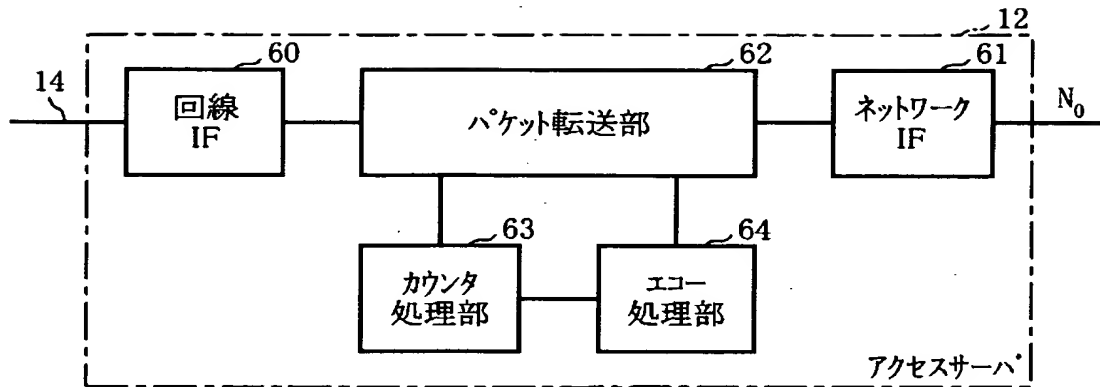 12
60
62
61
14
回線
IF
パケット転送部
ネットワーク
IF
N₀
63
64
カウンタ
処理部
エコー
処理部
アクセスサーバ